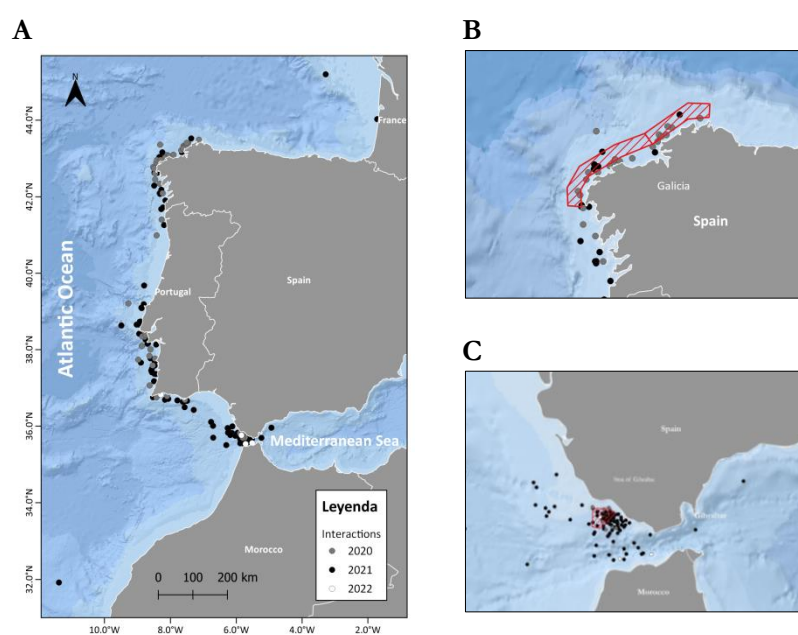 A
N
44.0°N
42.0°N
40.0°N
38.0°N
36.0°N
34.0°N
32.0°N
Atlantic Ocean
France
Portugal
Spain
Mediterranean Sea
Morocco
Leyenda
Interactions
2020
2021
2022
0 100 200 km
10.0°W 8.0°W 6.0°W 4.0°W 2.0°W
B
Galicia
Spain
C
Spain
Gibraltar
Morocco